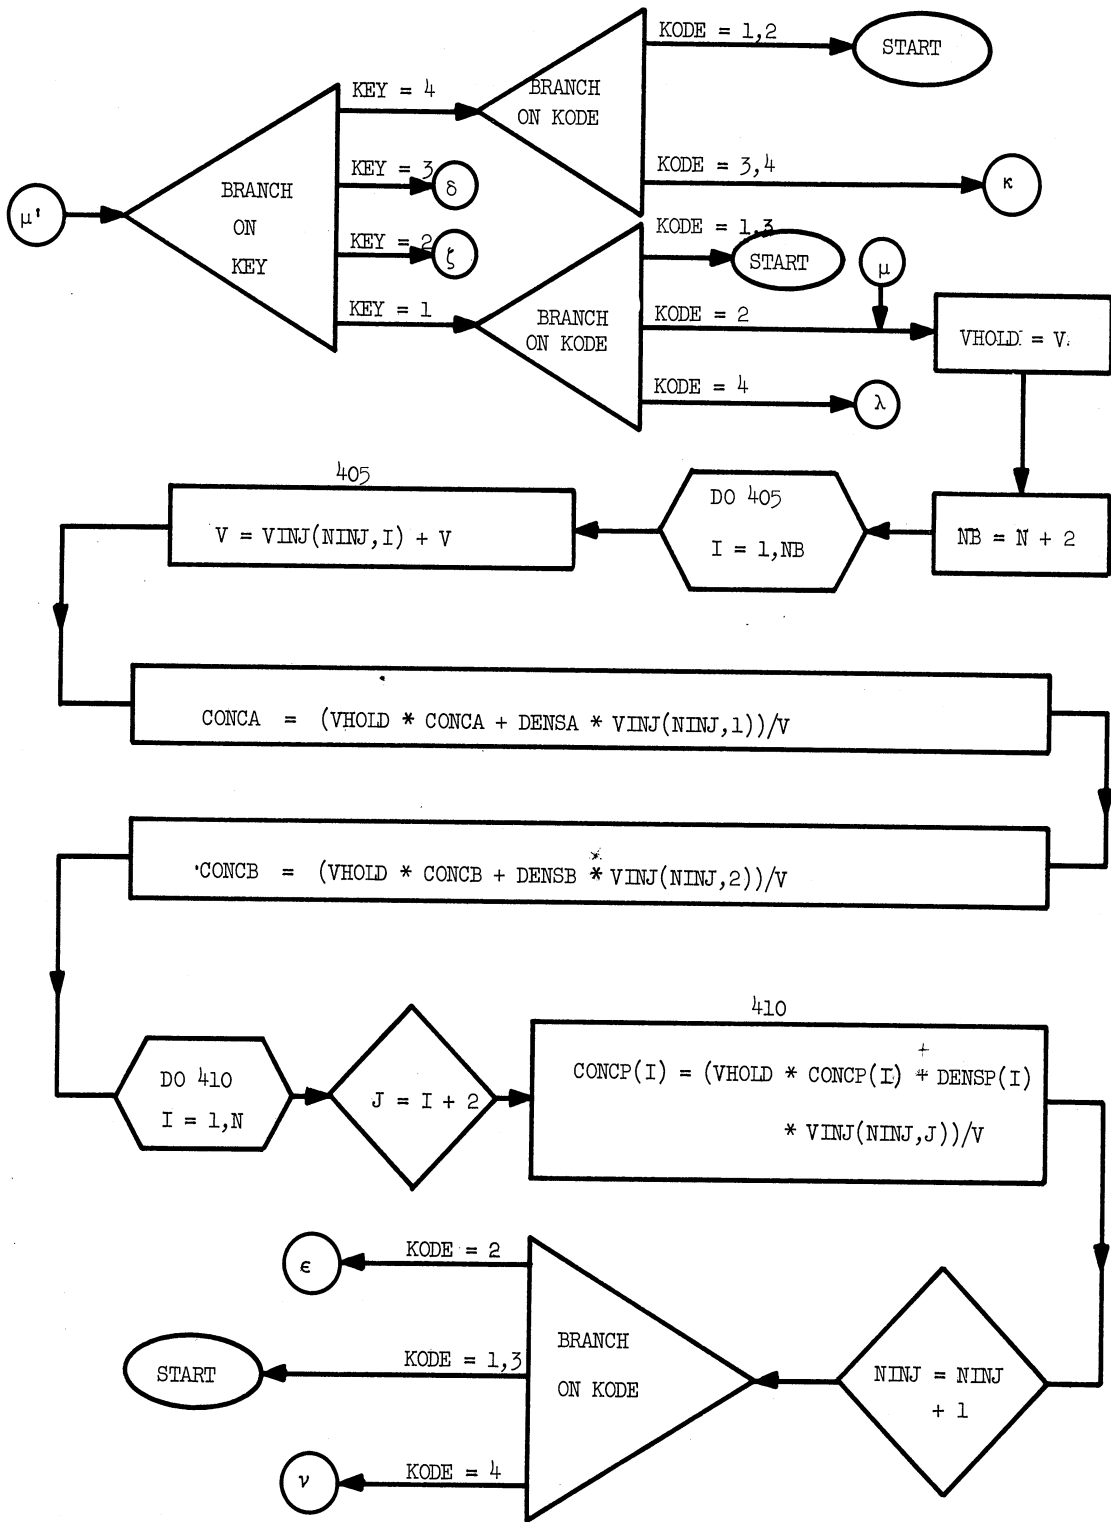 KODE = 1,2
START
KEY = 4
BRANCH
ON KODE
KEY = 3
δ
KODE = 3,4
κ
μ'
BRANCH
ON
KEY
KEY = 2
ζ
KODE = 1,3
START
μ
KEY = 1
BRANCH
ON KODE
KODE = 2
VHOLD = V
KODE = 4
λ
405
V = VINJ(NINJ,I) + V
DO 405
I = 1,NB
NB = N + 2
CONCA = (VHOLD * CONCA + DENSA * VINJ(NINJ,1))/V
CONCB = (VHOLD * CONCB + DENSB * VINJ(NINJ,2))/V
DO 410
I = 1,N
J = I + 2
410
CONCP(I) = (VHOLD * CONCP(I) + DENSP(I)
* VINJ(NINJ,J))/V
ε
KODE = 2
START
KODE = 1,3
BRANCH
ON KODE
NINJ = NINJ
+ 1
ν
KODE = 4